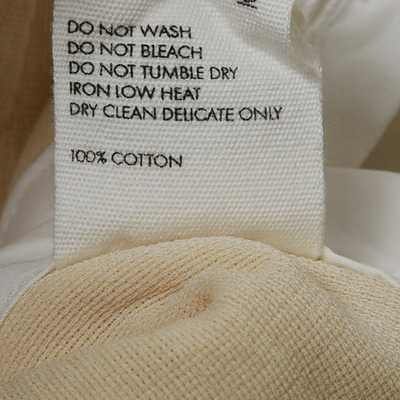 DO NOT WASH
DO NOT BLEACH
DO NOT TUMBLE DRY
IRON LOW HEAT
DRY CLEAN DELICATE ONLY
100% COTTON